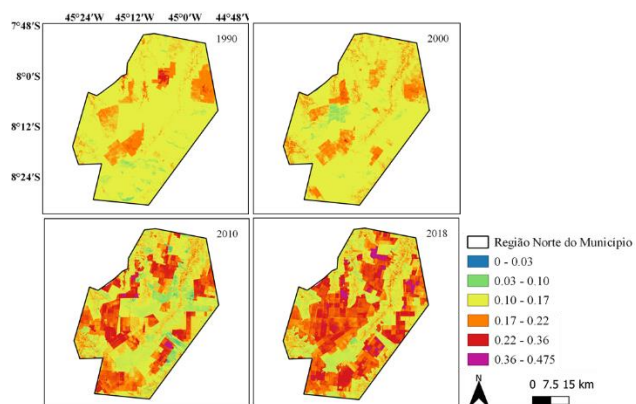 45°24'W 45°12'W 45°0'W 44°48'W
7°48'S
8°0'S
8°12'S
8°24'S
1990
2000
2010
2018
Região Norte do Municipio
0 - 0.03
0.03 - 0.10
0.10 - 0.17
0.17 - 0.22
0.22 - 0.36
0.36 - 0.475
N
0 7.5 15 km